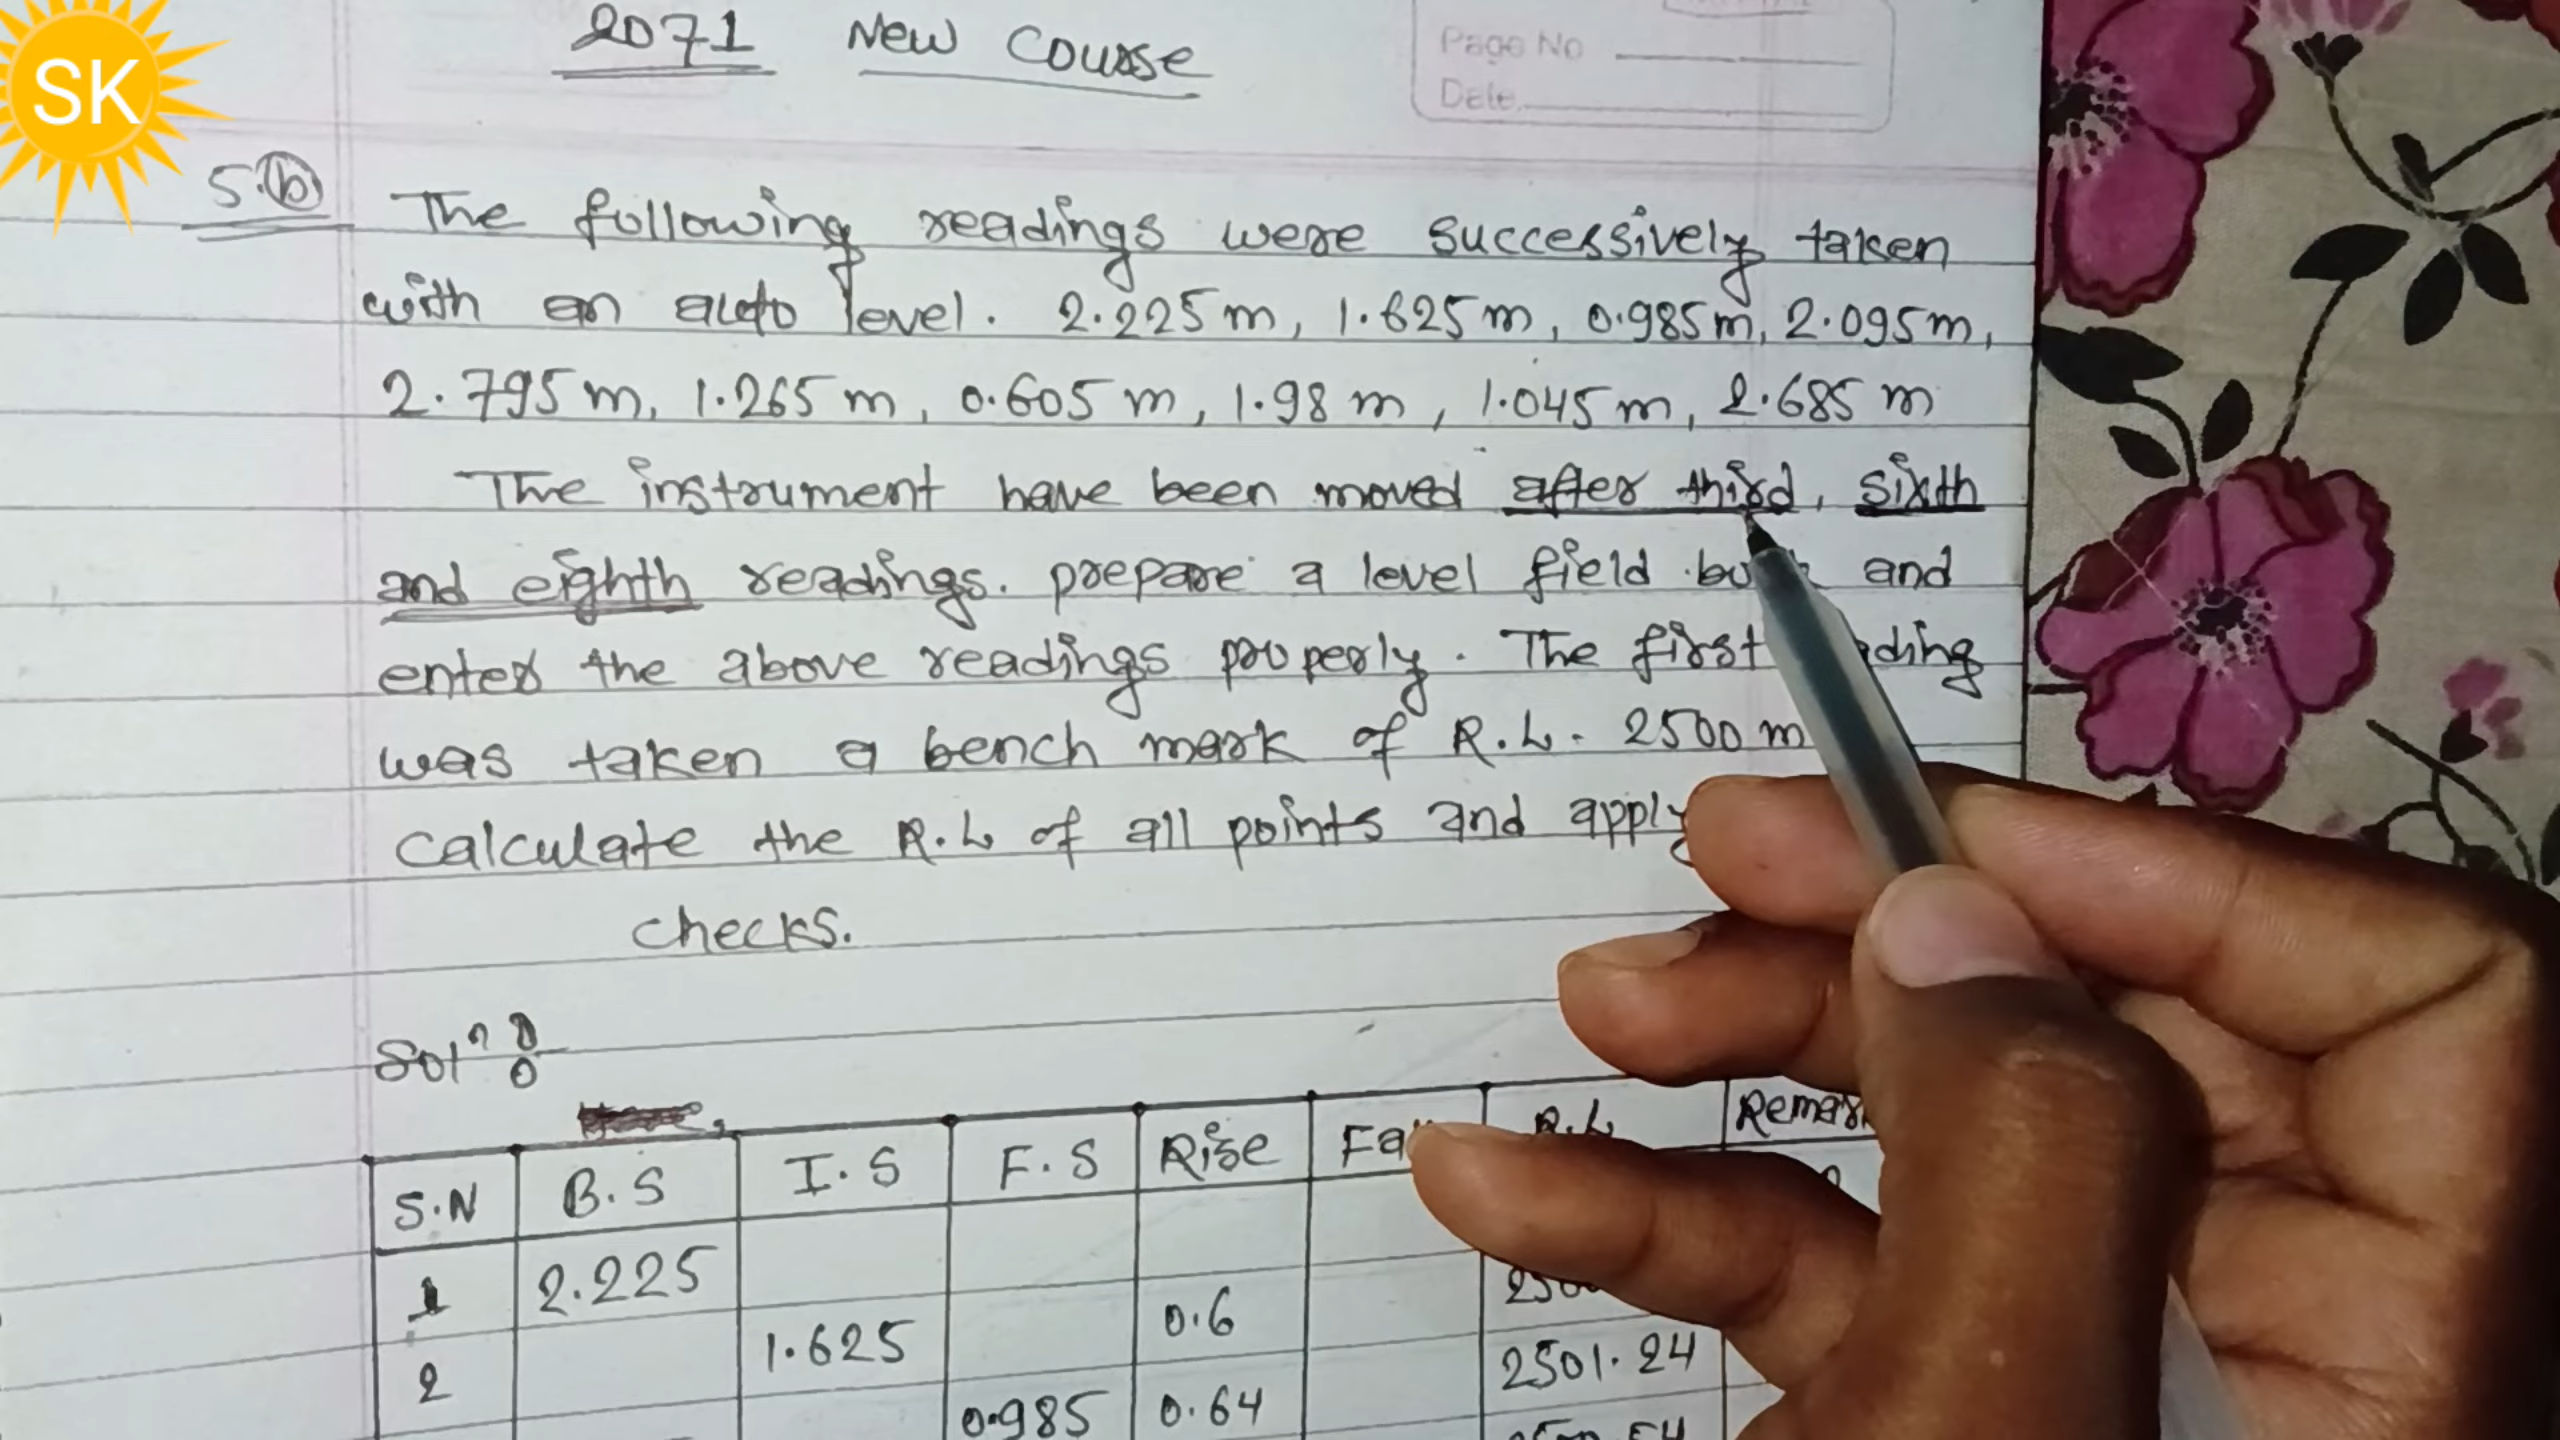 SK
2071 New Course
Page No
Date
5.(b) The following readings were successively taken
with an auto level. 2.225 m, 1.625 m, 0.985 m, 2.095 m,
2.795 m, 1.265 m, 0.605 m, 1.98 m, 1.045 m, 2.685 m
The instrument have been moved after third, sixth
and eighth readings. prepare a level field and
enter the above readings properly. The first
was taken a bench mark of R.L. 2500 m
Calculate the R.L of all points and apply
checks.
Solⁿ:
S.N B.S I.S F.S Rise R.L
1 2.225
2 1.625 0.6 2501.24
0.985 0.64